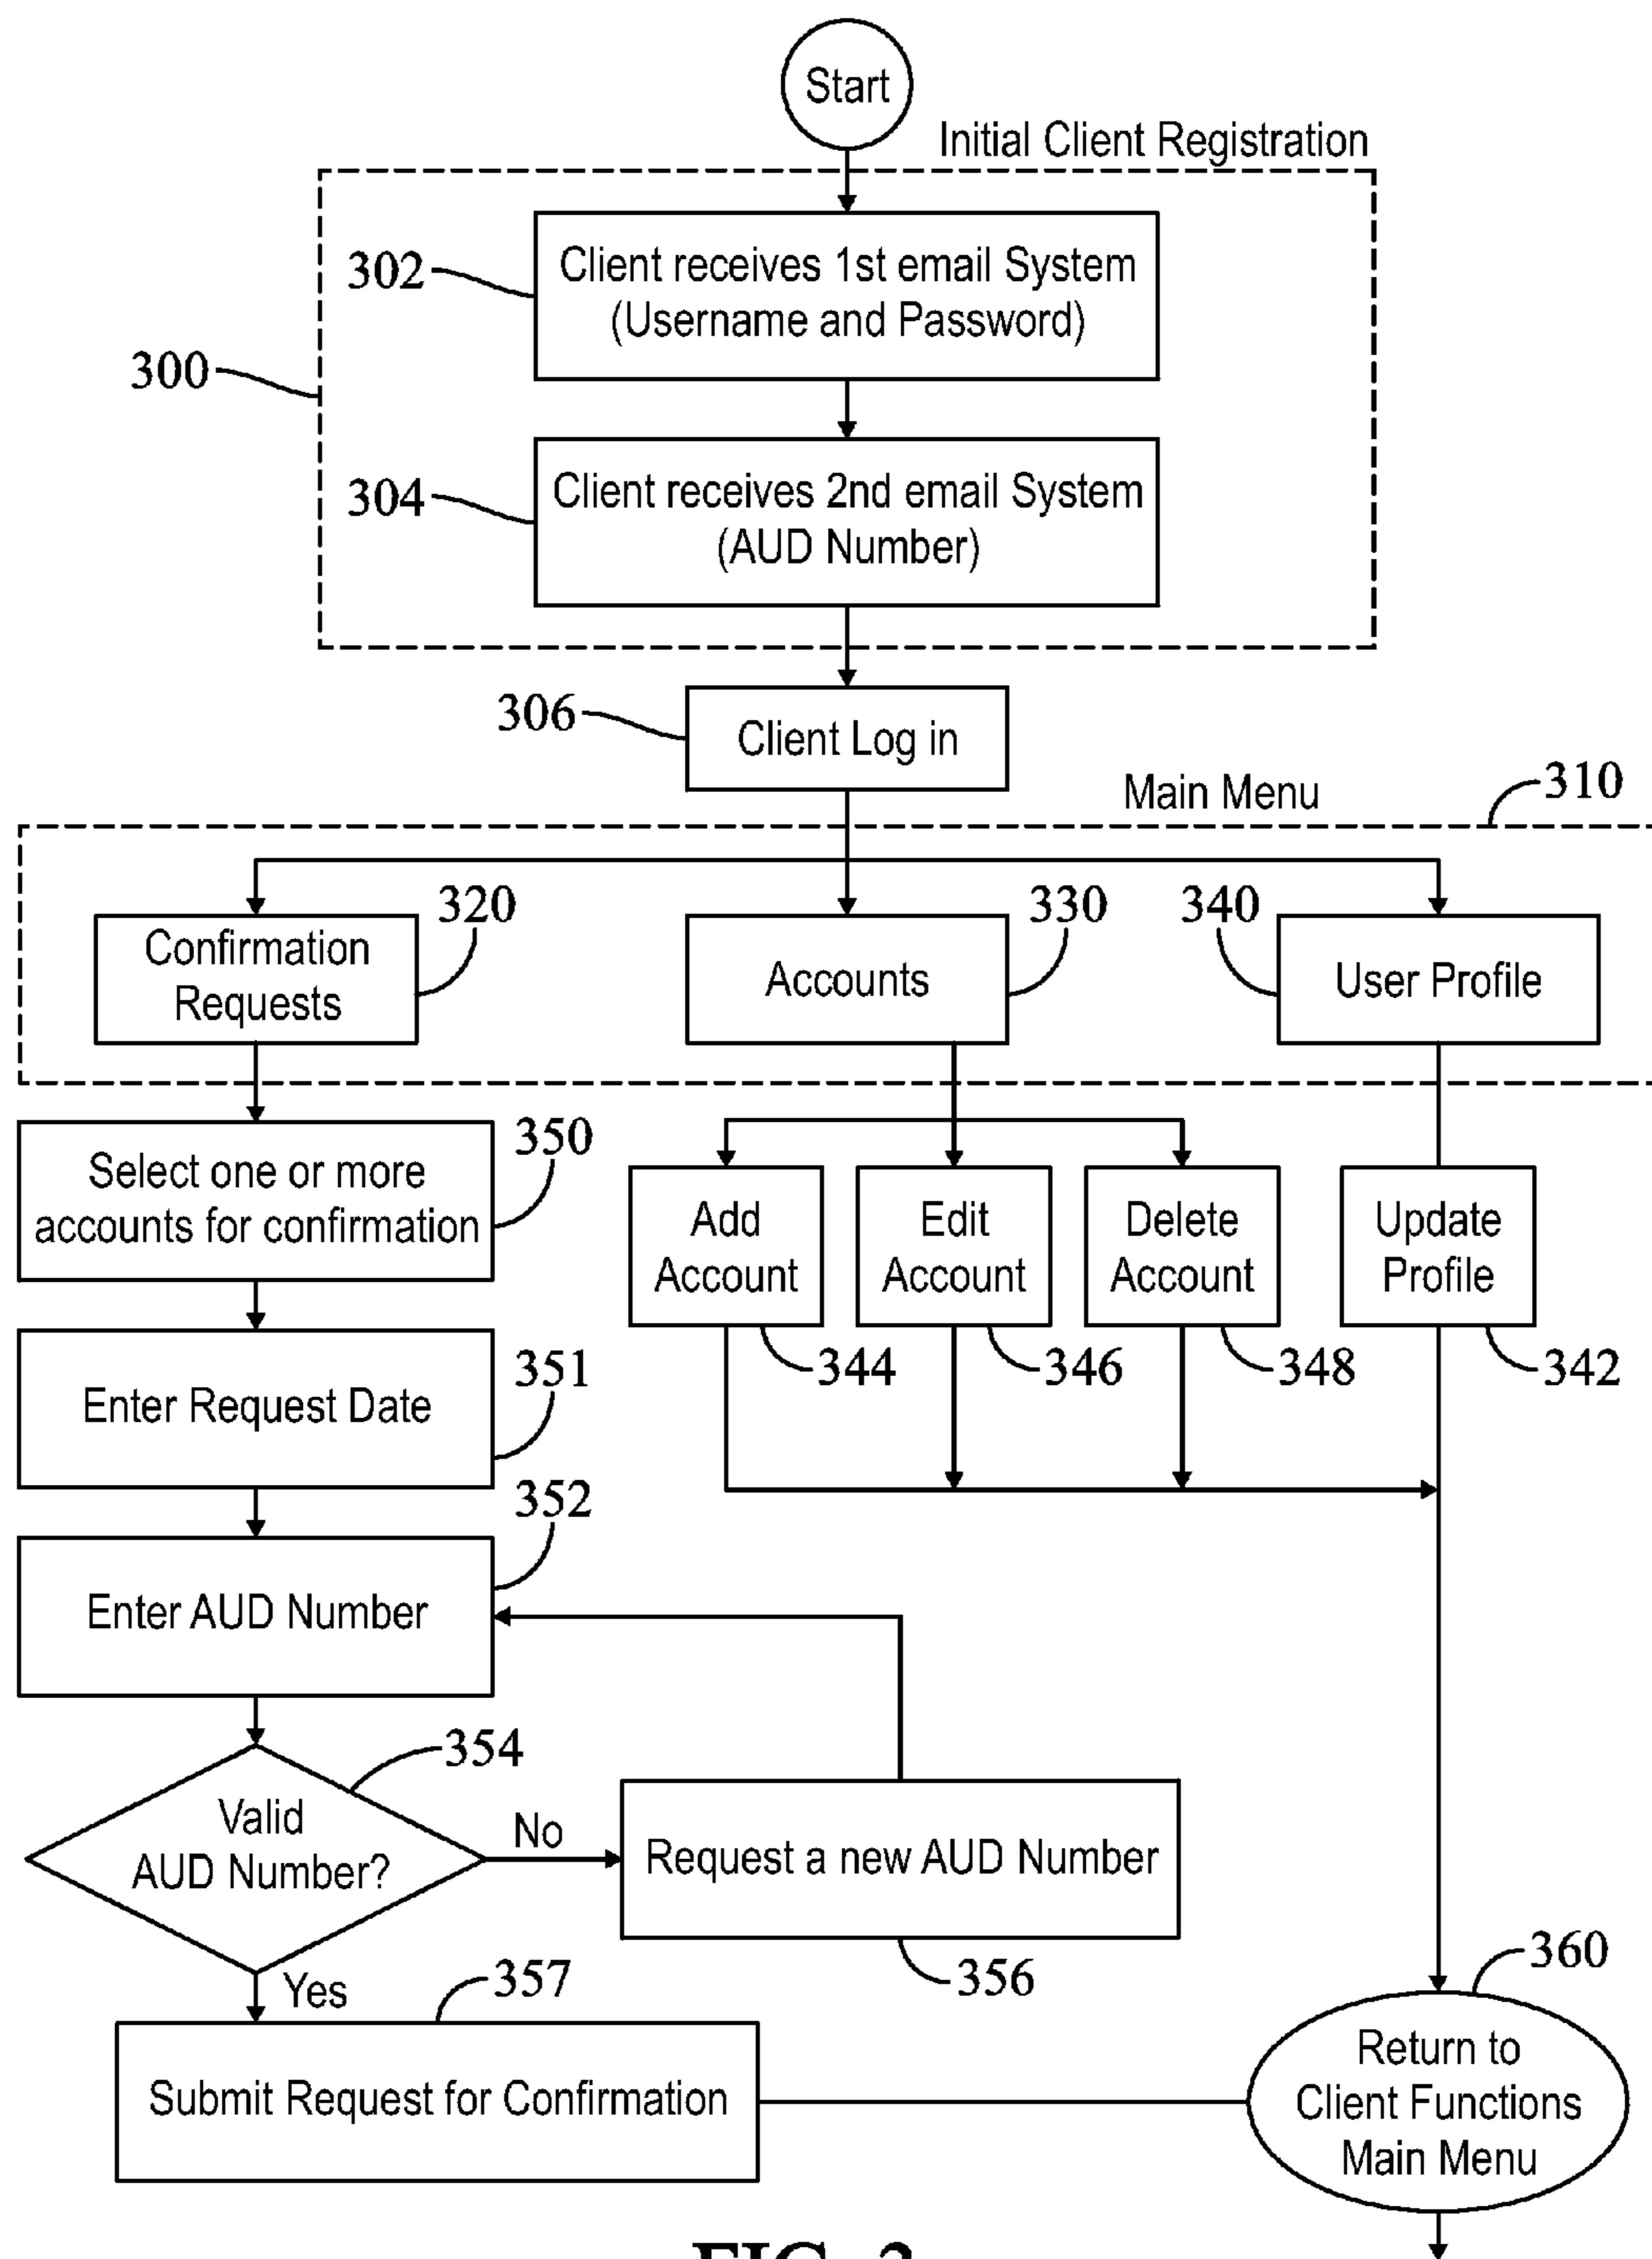 Start
Initial Client Registration
302
Client receives 1st email System
(Username and Password)
300
304
Client receives 2nd email System
(AUD Number)
306
Client Log in
Main Menu
310
320
330
340
Confirmation
Requests
Accounts
User Profile
350
Select one or more
accounts for confirmation
Add
Account
Edit
Account
Delete
Account
Update
Profile
344
346
348
342
351
Enter Request Date
352
Enter AUD Number
354
Valid
AUD Number?
No
Request a new AUD Number
356
Yes
357
Submit Request for Confirmation
360
Return to
Client Functions
Main Menu